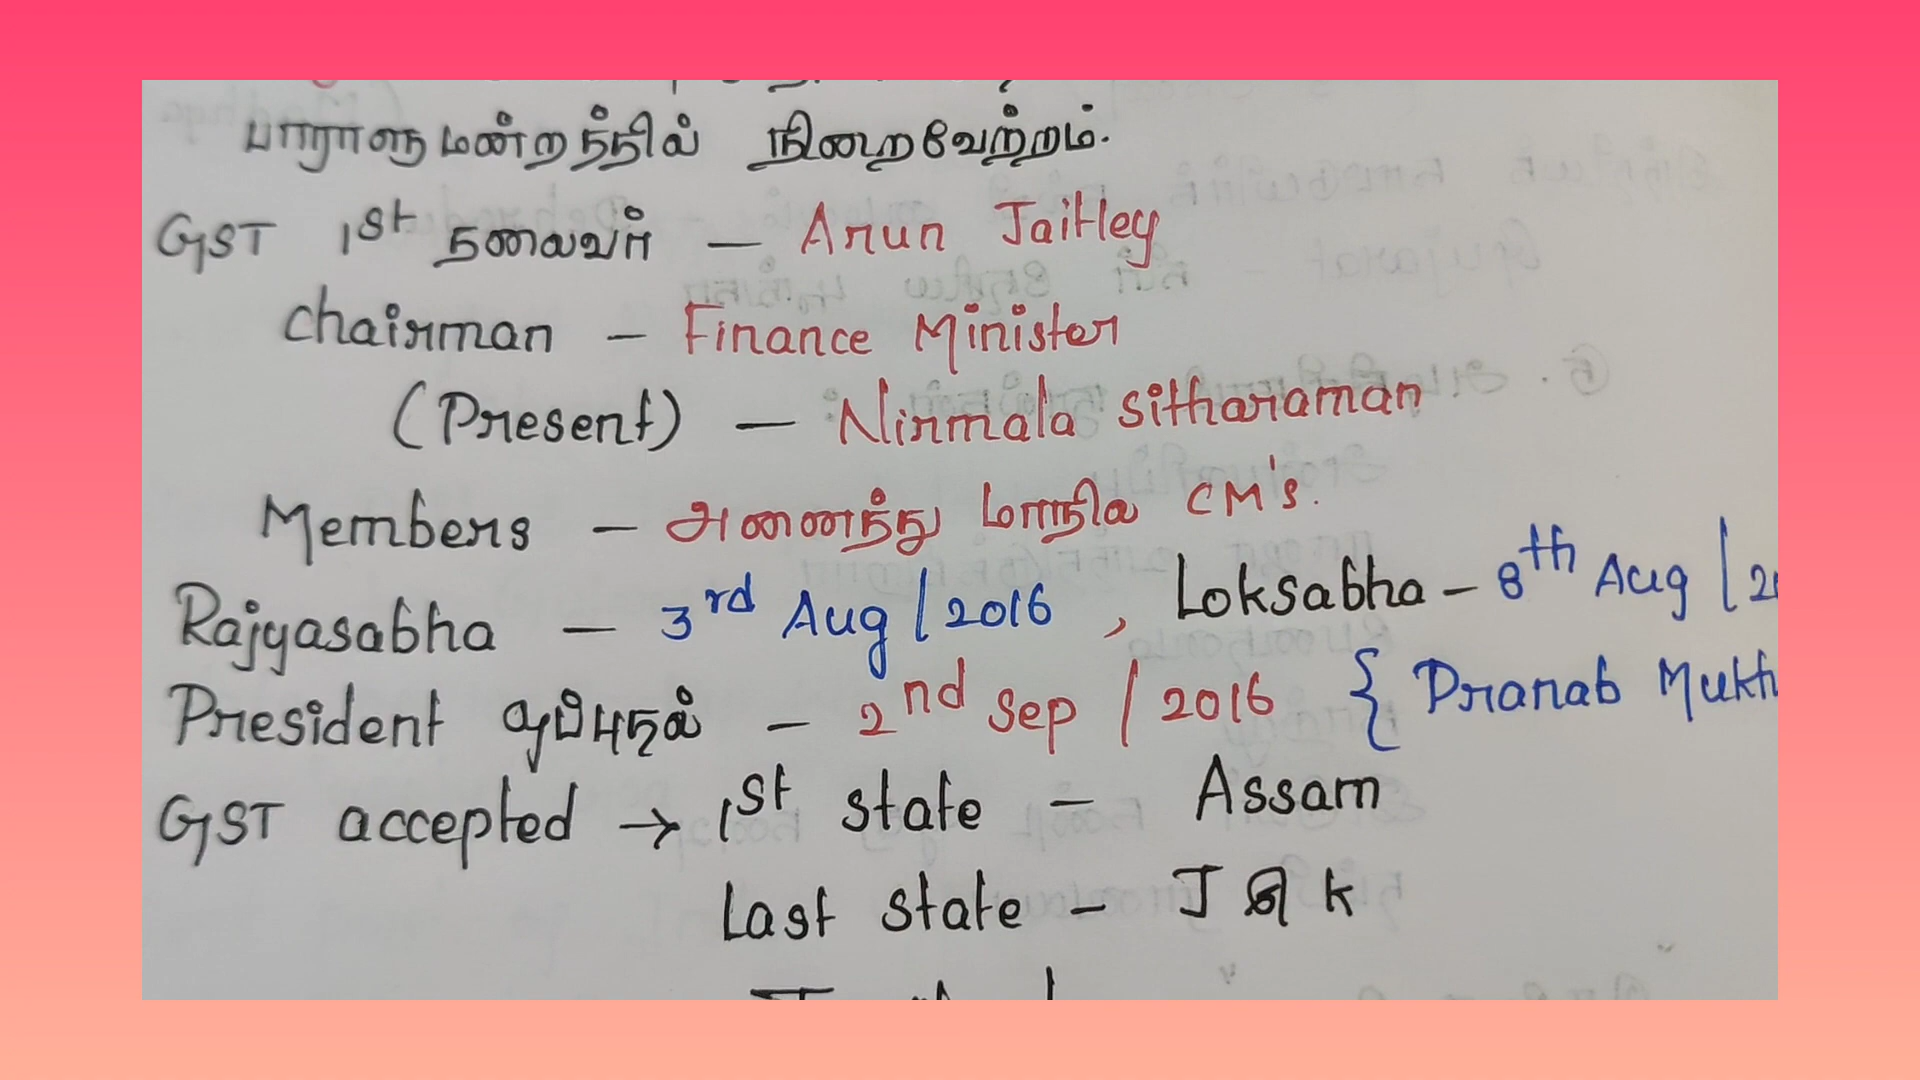 பாராளுமன்றத்தில் நிறைவேற்றம்.
GST 1st தலைவர் – Arun Jaitley
Chairman – Finance Minister
(Present) – Nirmala Sitharaman
Members – அனைத்து மாநில CM's.
Rajyasabha – 3rd Aug / 2016 , Loksabha – 8th Aug / 20
President ஒப்புதல் – 2nd Sep / 2016 { Pranab Mukh
GST accepted → 1st state – Assam
Last state – J & K